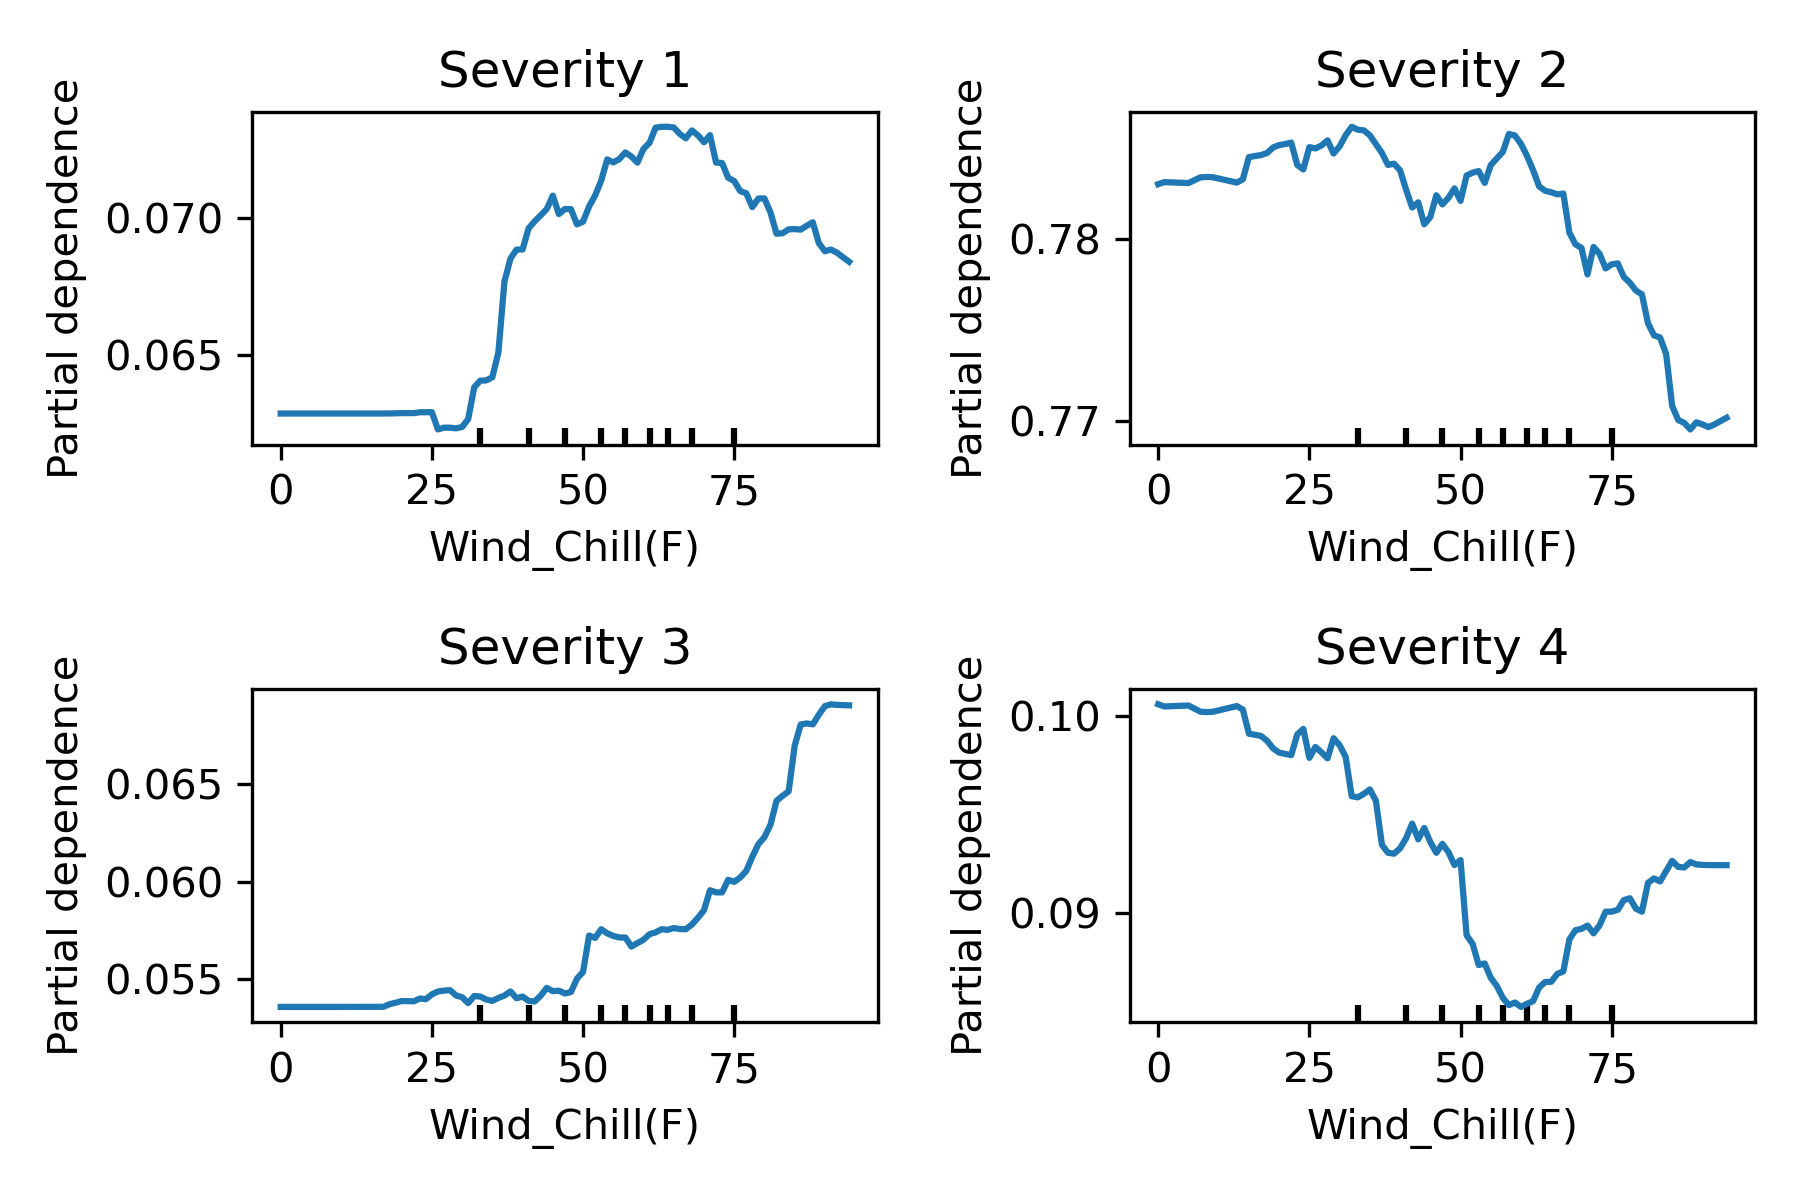 Severity 1
Partial dependence
0.070
0.065
0
25
50
75
Wind_Chill(F)
Severity 2
Partial dependence
0.78
0.77
0
25
50
75
Wind_Chill(F)
Severity 3
Partial dependence
0.065
0.060
0.055
0
25
50
75
Wind_Chill(F)
Severity 4
Partial dependence
0.10
0.09
0
25
50
75
Wind_Chill(F)